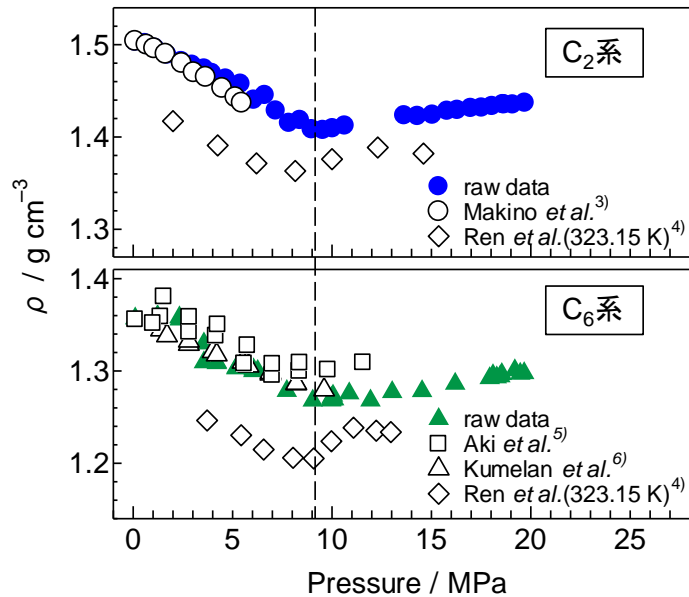 1.5
1.4
1.3
C2系
raw data
Makino et al.3)
Ren et al.(323.15 K)4)
ρ / g cm−3
1.4
1.3
1.2
C6系
raw data
Aki et al.5)
Kumelan et al.6)
Ren et al.(323.15 K)4)
0 5 10 15 20 25
Pressure / MPa